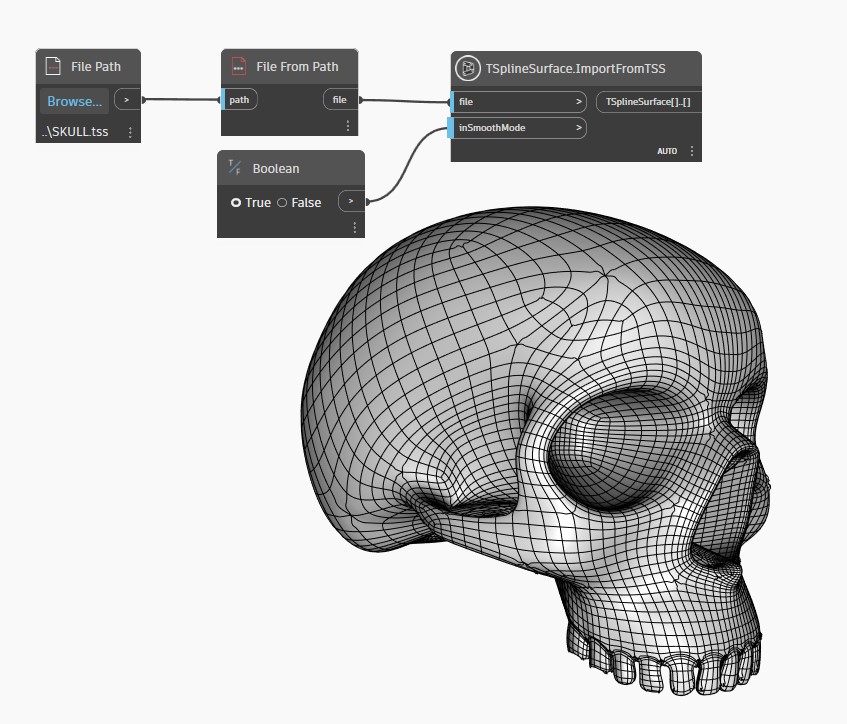 File Path
Browse...
>
..\SKULL.tss
File From Path
path
file
Boolean
True
False
>
TSplineSurface.ImportFromTSS
file >
TSplineSurface[]..[]
inSmoothMode >
AUTO